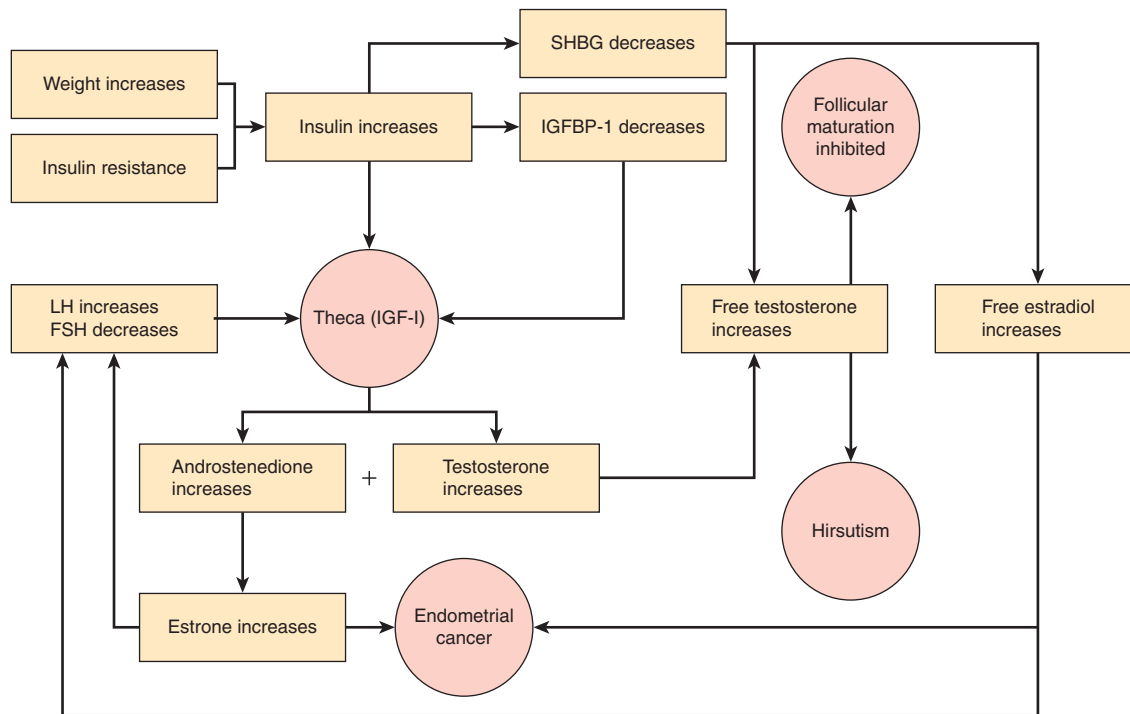 SHBG decreases
Weight increases
Insulin increases
IGFBP-1 decreases
Follicular
maturation
inhibited
Insulin resistance
LH increases
FSH decreases
Theca (IGF-I)
Free testosterone
increases
Free estradiol
increases
Androstenedione
increases
+
Testosterone
increases
Hirsutism
Estrone increases
Endometrial
cancer